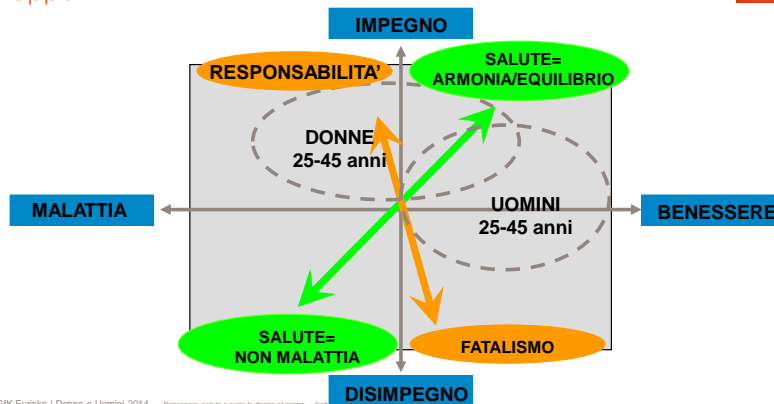 IMPEGNO
RESPONSABILITA’
SALUTE=
ARMONIA/EQUILIBRIO
DONNE
25-45 anni
MALATTIA
UOMINI
25-45 anni
BENESSERE
SALUTE=
NON MALATTIA
FATALISMO
DISIMPEGNO
GfK Eurisko | Donne e Uomini 2014